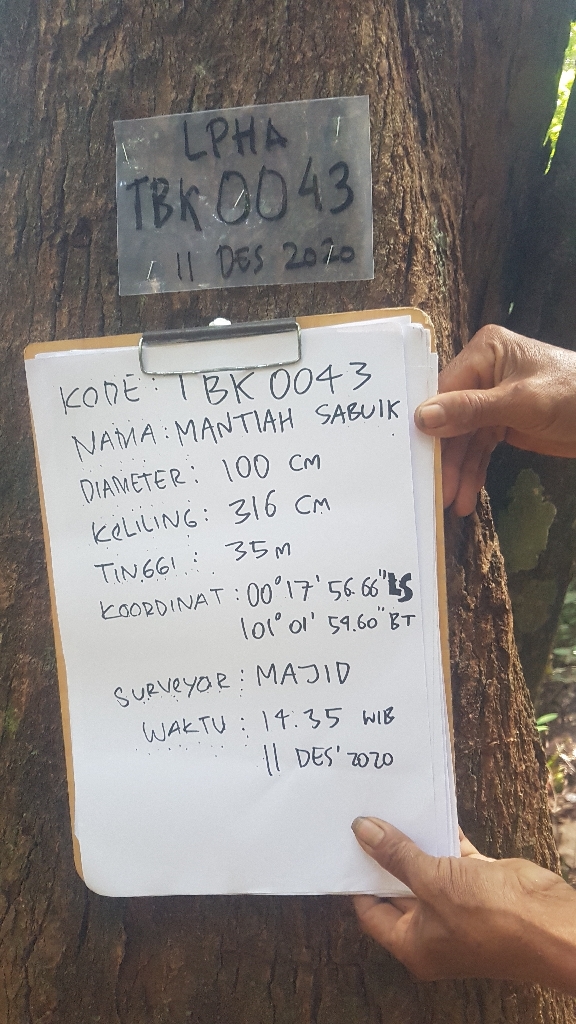 LPHA
TBK 0043
11 DES 2020
KODE: TBK 0043
NAMA: MANTIAH SABUIK
DIAMETER: 100 CM
KELILING: 316 CM
TINGGI: 35M
KOORDINAT: 00° 17' 56.66" LS
101° 01' 59.60" BT
SURVEYOR: MAJID
WAKTU: 14.35 WIB
11 DES' 2020